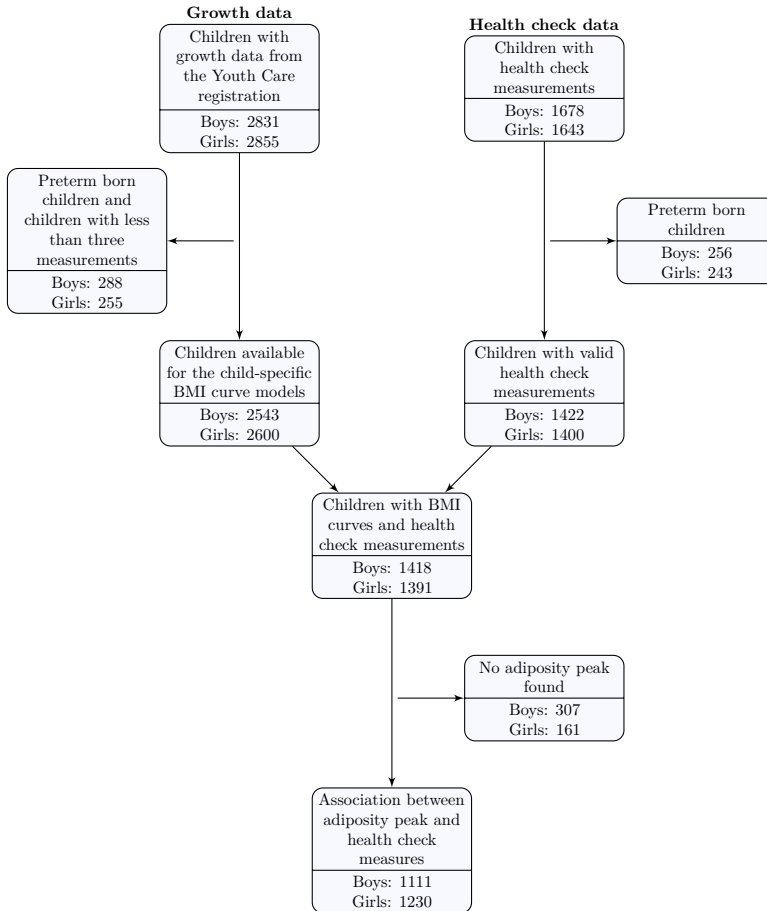 Growth data
Children with
growth data from
the Youth Care
registration
Boys: 2831
Girls: 2855
Health check data
Children with
health check
measurements
Boys: 1678
Girls: 1643
Preterm born
children and
children with less
than three
measurements
Boys: 288
Girls: 255
Preterm born
children
Boys: 256
Girls: 243
Children available
for the child-specific
BMI curve models
Boys: 2543
Girls: 2600
Children with valid
health check
measurements
Boys: 1422
Girls: 1400
Children with BMI
curves and health
check measurements
Boys: 1418
Girls: 1391
No adiposity peak
found
Boys: 307
Girls: 161
Association between
adiposity peak and
health check
measures
Boys: 1111
Girls: 1230